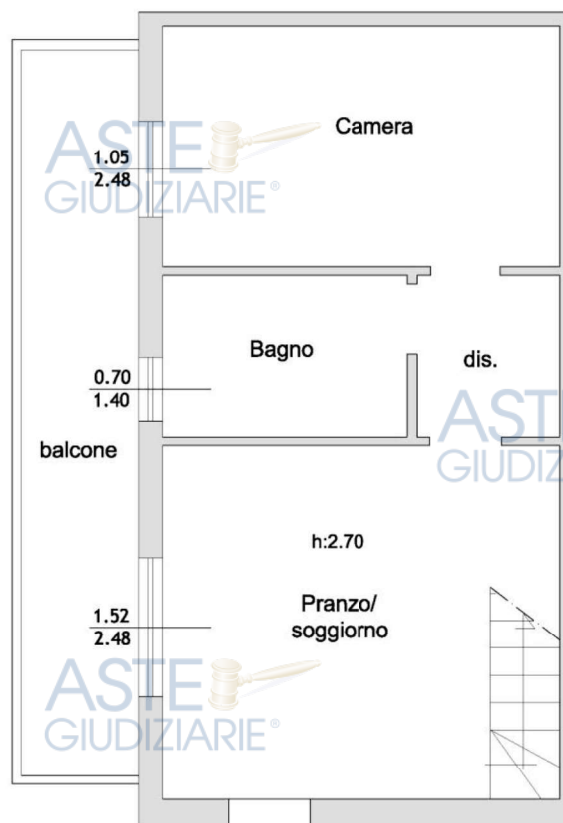 Camera
ASTE
GIUDIZIARIE®
1.05
2.48
Bagno
dis.
0.70
1.40
ASTE
GIUDIZ
balcone
h:2.70
Pranzo/
soggiorno
1.52
2.48
ASTE
GIUDIZIARIE®